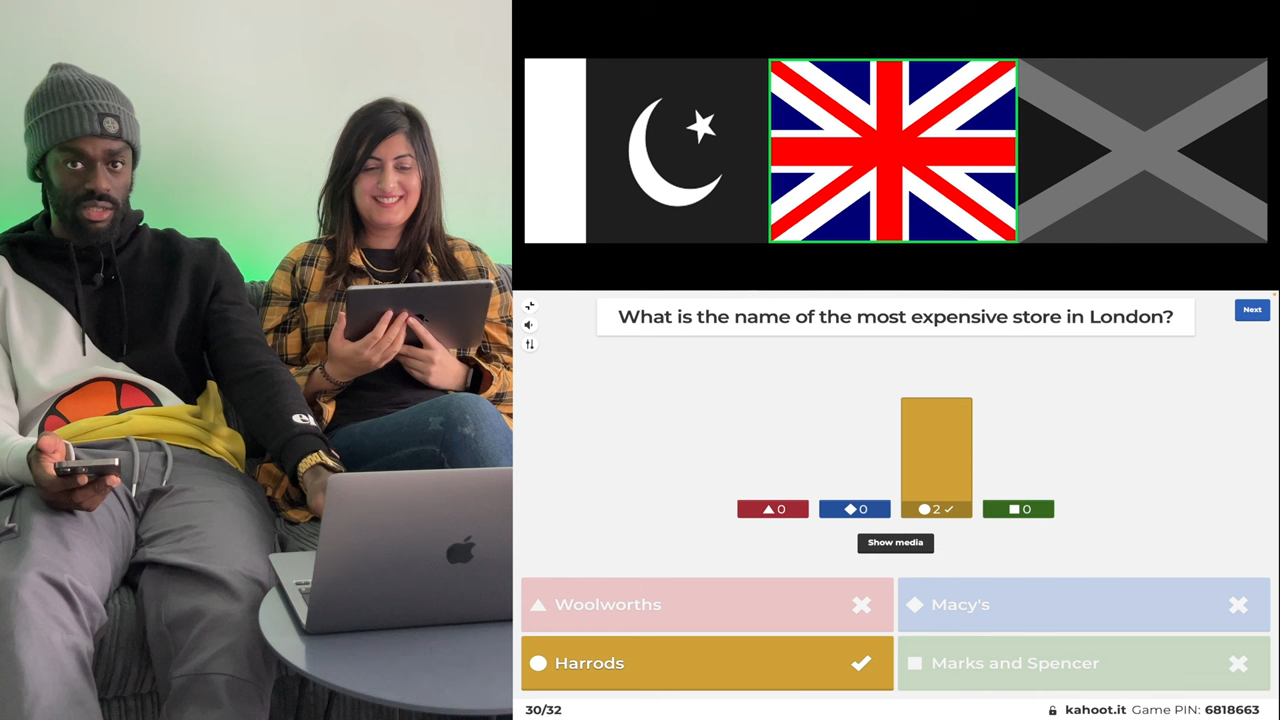 What is the name of the most expensive store in London?
Next
0
0
2
0
Show media
Woolworths
Macy's
Harrods
Marks and Spencer
30/32
kahoot.it Game PIN: 6818663